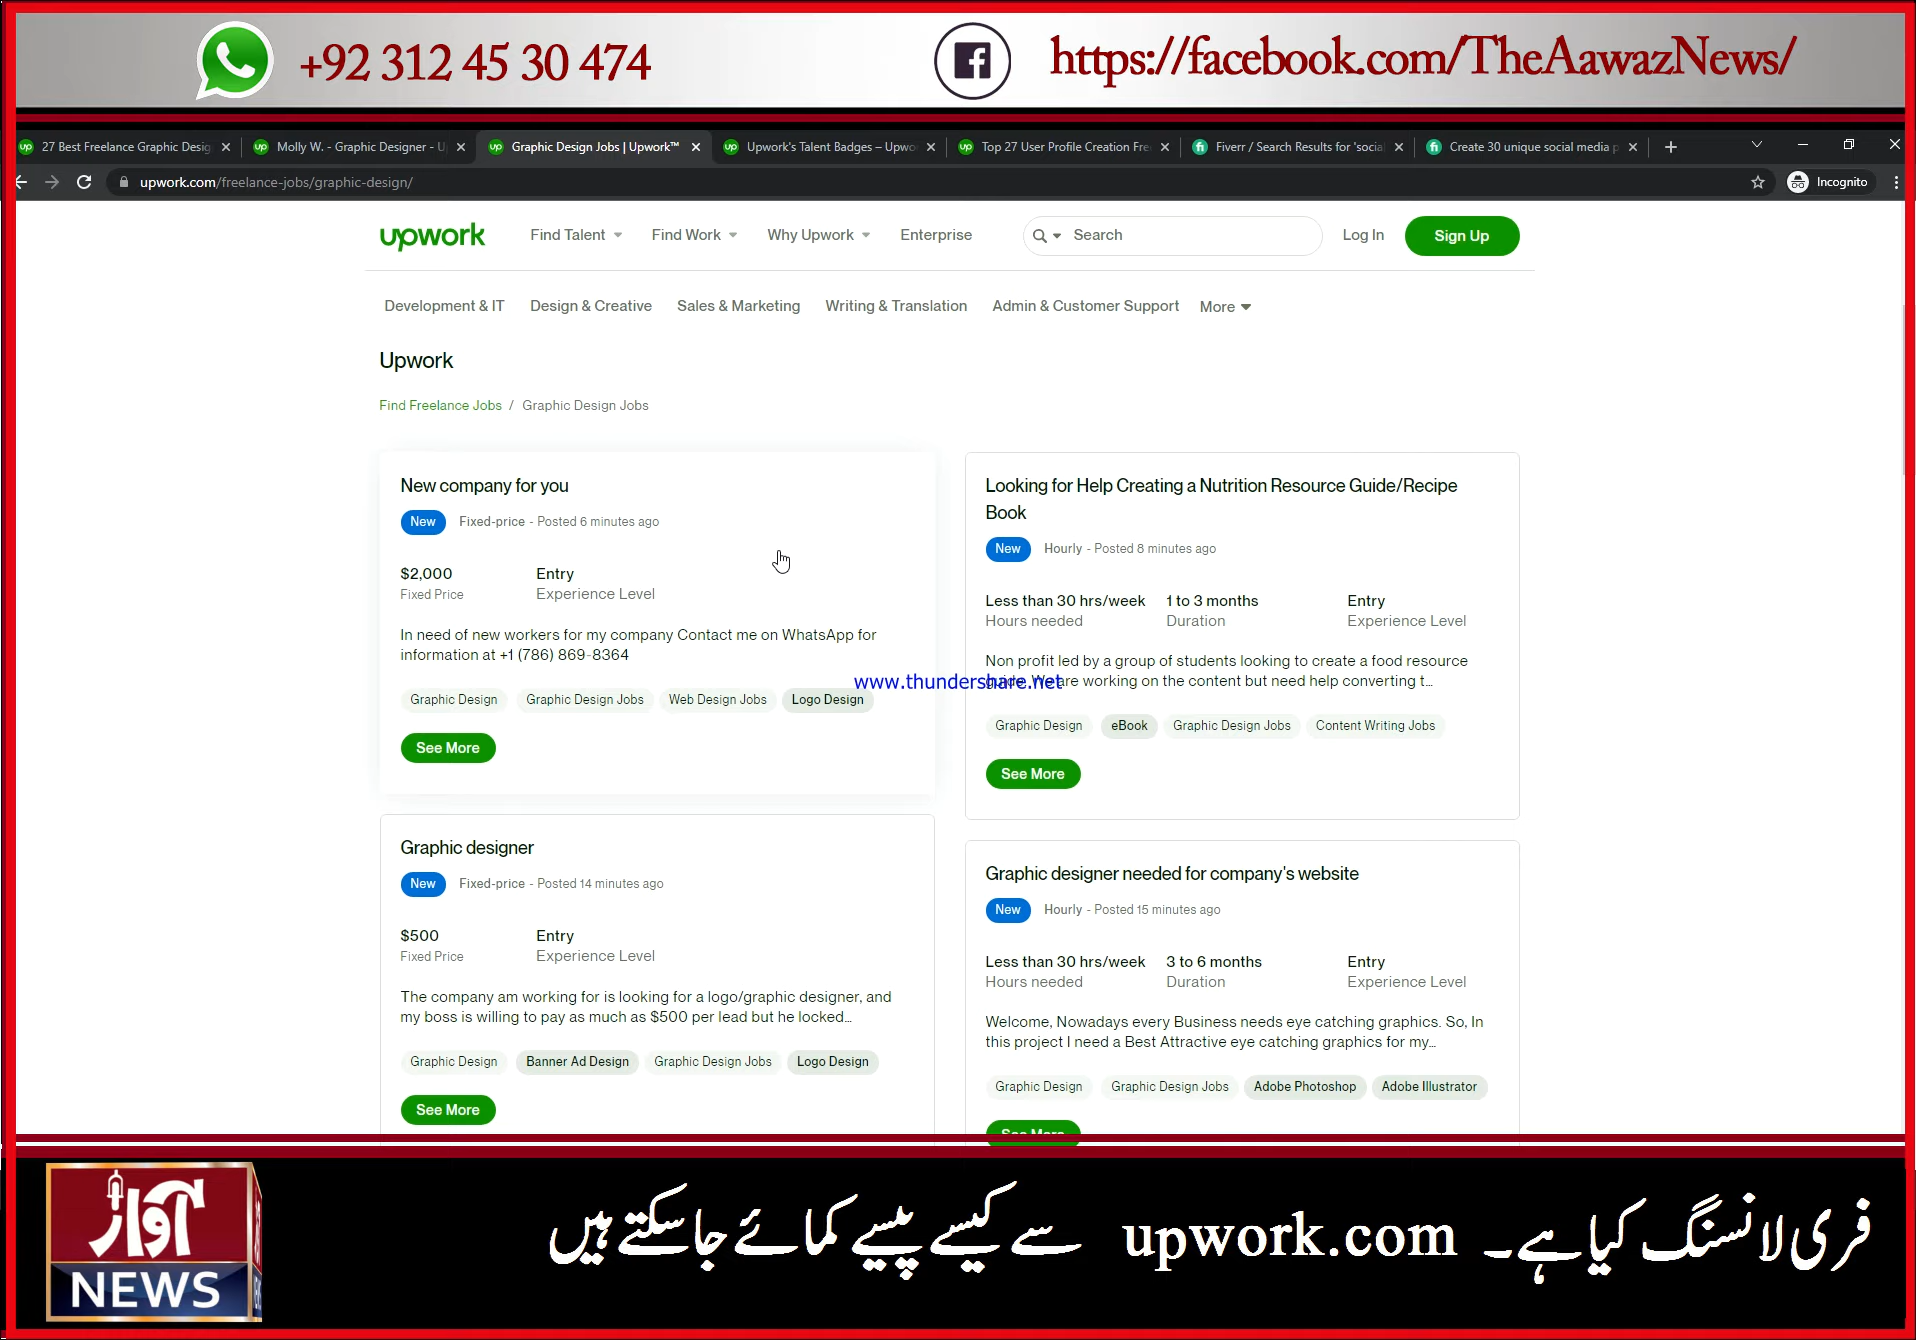 +92 312 45 30 474
https://facebook.com/TheAawazNews/
27 Best Freelance Graphic Desig
Molly W. - Graphic Designer - U
Graphic Design Jobs | Upwork™
Upwork's Talent Badges – Upwo
Top 27 User Profile Creation Fre
Fiverr / Search Results for 'social
Create 30 unique social media p
upwork.com/freelance-jobs/graphic-design/
Incognito
upwork
Find Talent
Find Work
Why Upwork
Enterprise
Search
Log In
Sign Up
Development & IT
Design & Creative
Sales & Marketing
Writing & Translation
Admin & Customer Support
More
Upwork
Find Freelance Jobs / Graphic Design Jobs
New company for you
New Fixed-price - Posted 6 minutes ago
$2,000 Entry
Fixed Price Experience Level
In need of new workers for my company Contact me on WhatsApp for
information at +1 (786) 869-8364
Graphic Design Graphic Design Jobs Web Design Jobs Logo Design
See More
Looking for Help Creating a Nutrition Resource Guide/Recipe
Book
New Hourly - Posted 8 minutes ago
Less than 30 hrs/week 1 to 3 months Entry
Hours needed Duration Experience Level
Non profit led by a group of students looking to create a food resource
guide. We are working on the content but need help converting t...
www.thundershare.net
Graphic Design eBook Graphic Design Jobs Content Writing Jobs
See More
Graphic designer
New Fixed-price - Posted 14 minutes ago
$500 Entry
Fixed Price Experience Level
The company am working for is looking for a logo/graphic designer, and
my boss is willing to pay as much as $500 per lead but he locked...
Graphic Design Banner Ad Design Graphic Design Jobs Logo Design
See More
Graphic designer needed for company's website
New Hourly - Posted 15 minutes ago
Less than 30 hrs/week 3 to 6 months Entry
Hours needed Duration Experience Level
Welcome, Nowadays every Business needs eye catching graphics. So, In
this project I need a Best Attractive eye catching graphics for my...
Graphic Design Graphic Design Jobs Adobe Photoshop Adobe Illustrator
See More
آواز
NEWS
فری لانسنگ کیا ہے۔ upwork.com سے کیسے پیسے کمائے جا سکتے ہیں